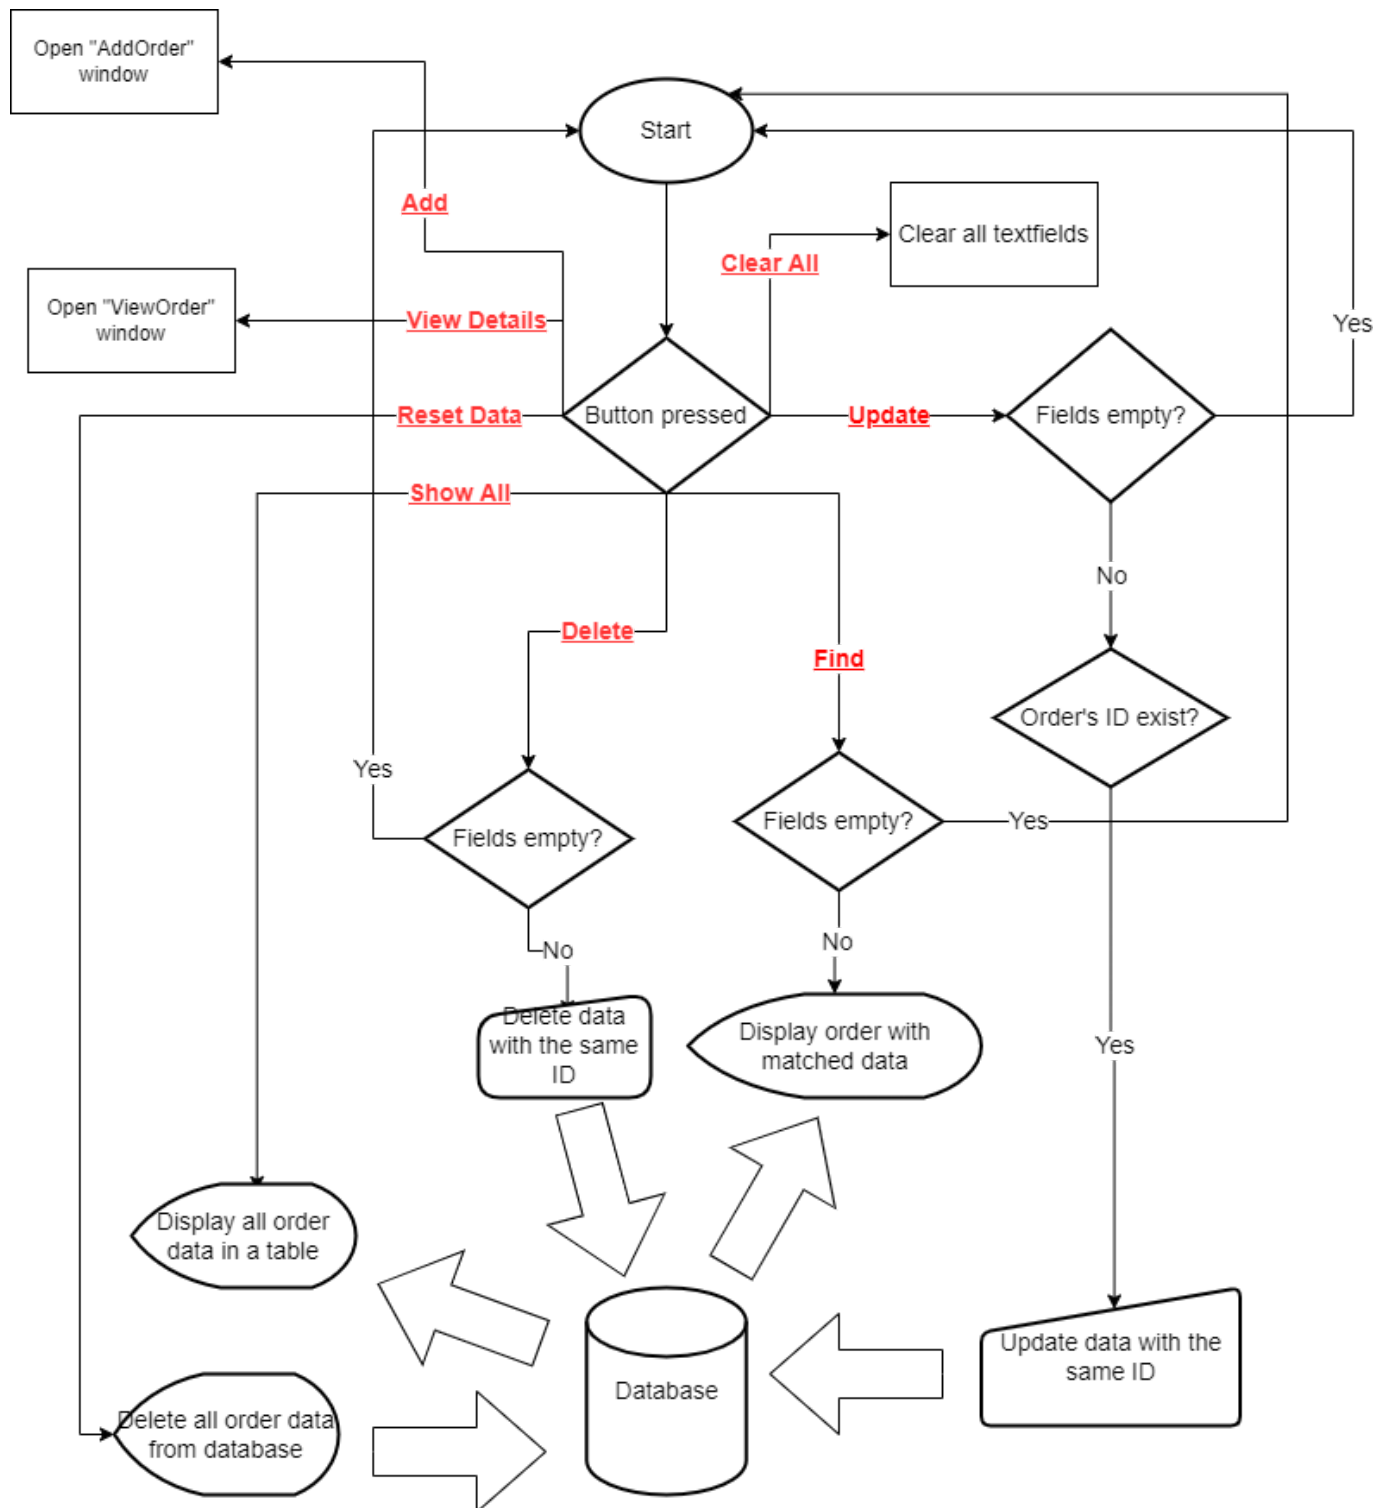 Open "AddOrder"
window
Start
Add
Clear all textfields
Clear All
Open "ViewOrder"
window
View Details
Yes
Reset Data
Button pressed
Update
Fields empty?
Show All
No
Delete
Find
Order's ID exist?
Yes
Fields empty?
Fields empty?
Yes
No
No
Delete data
with the same
ID
Display order with
matched data
Yes
Display all order
data in a table
Update data with the
same ID
Database
Delete all order data
from database